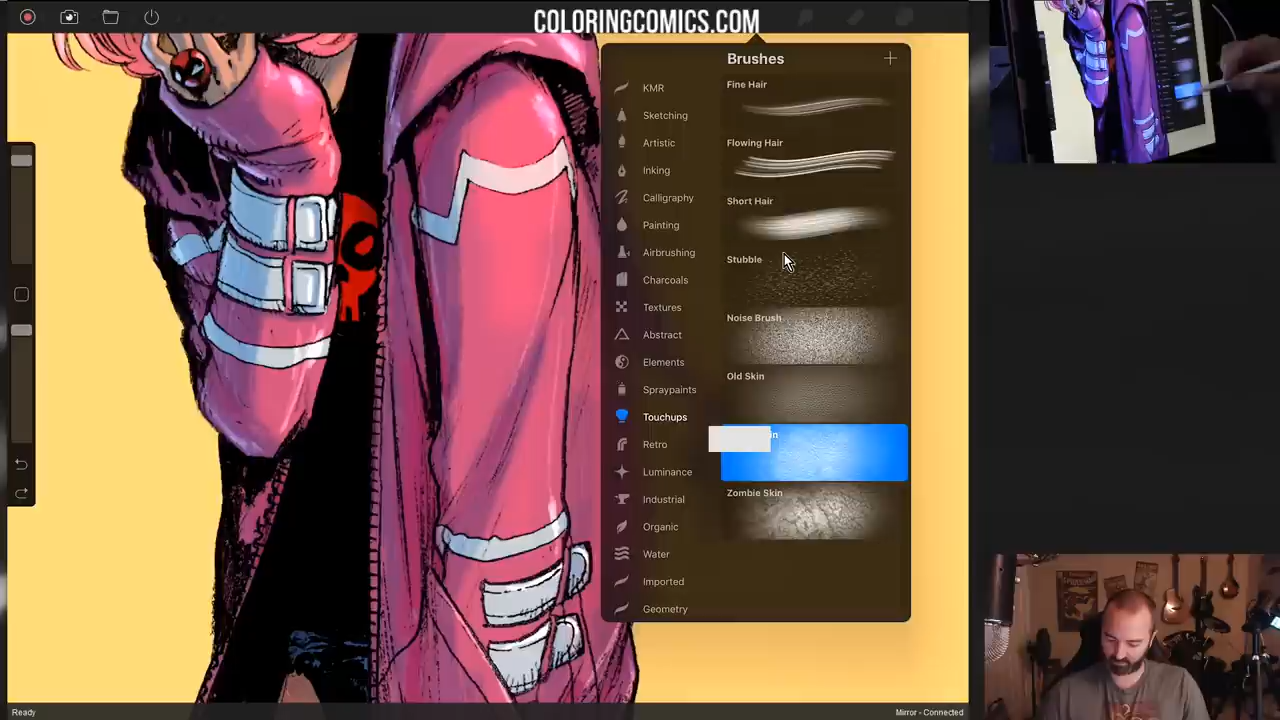 COLORINGCOMICS.COM
Brushes
KMR
Sketching
Artistic
Inking
Calligraphy
Painting
Airbrushing
Charcoals
Textures
Abstract
Elements
Spraypaints
Touchups
Retro
Luminance
Industrial
Organic
Water
Imported
Geometry
Fine Hair
Flowing Hair
Short Hair
Stubble
Noise Brush
Old Skin
in
Zombie Skin
Ready
Mirror - Connected